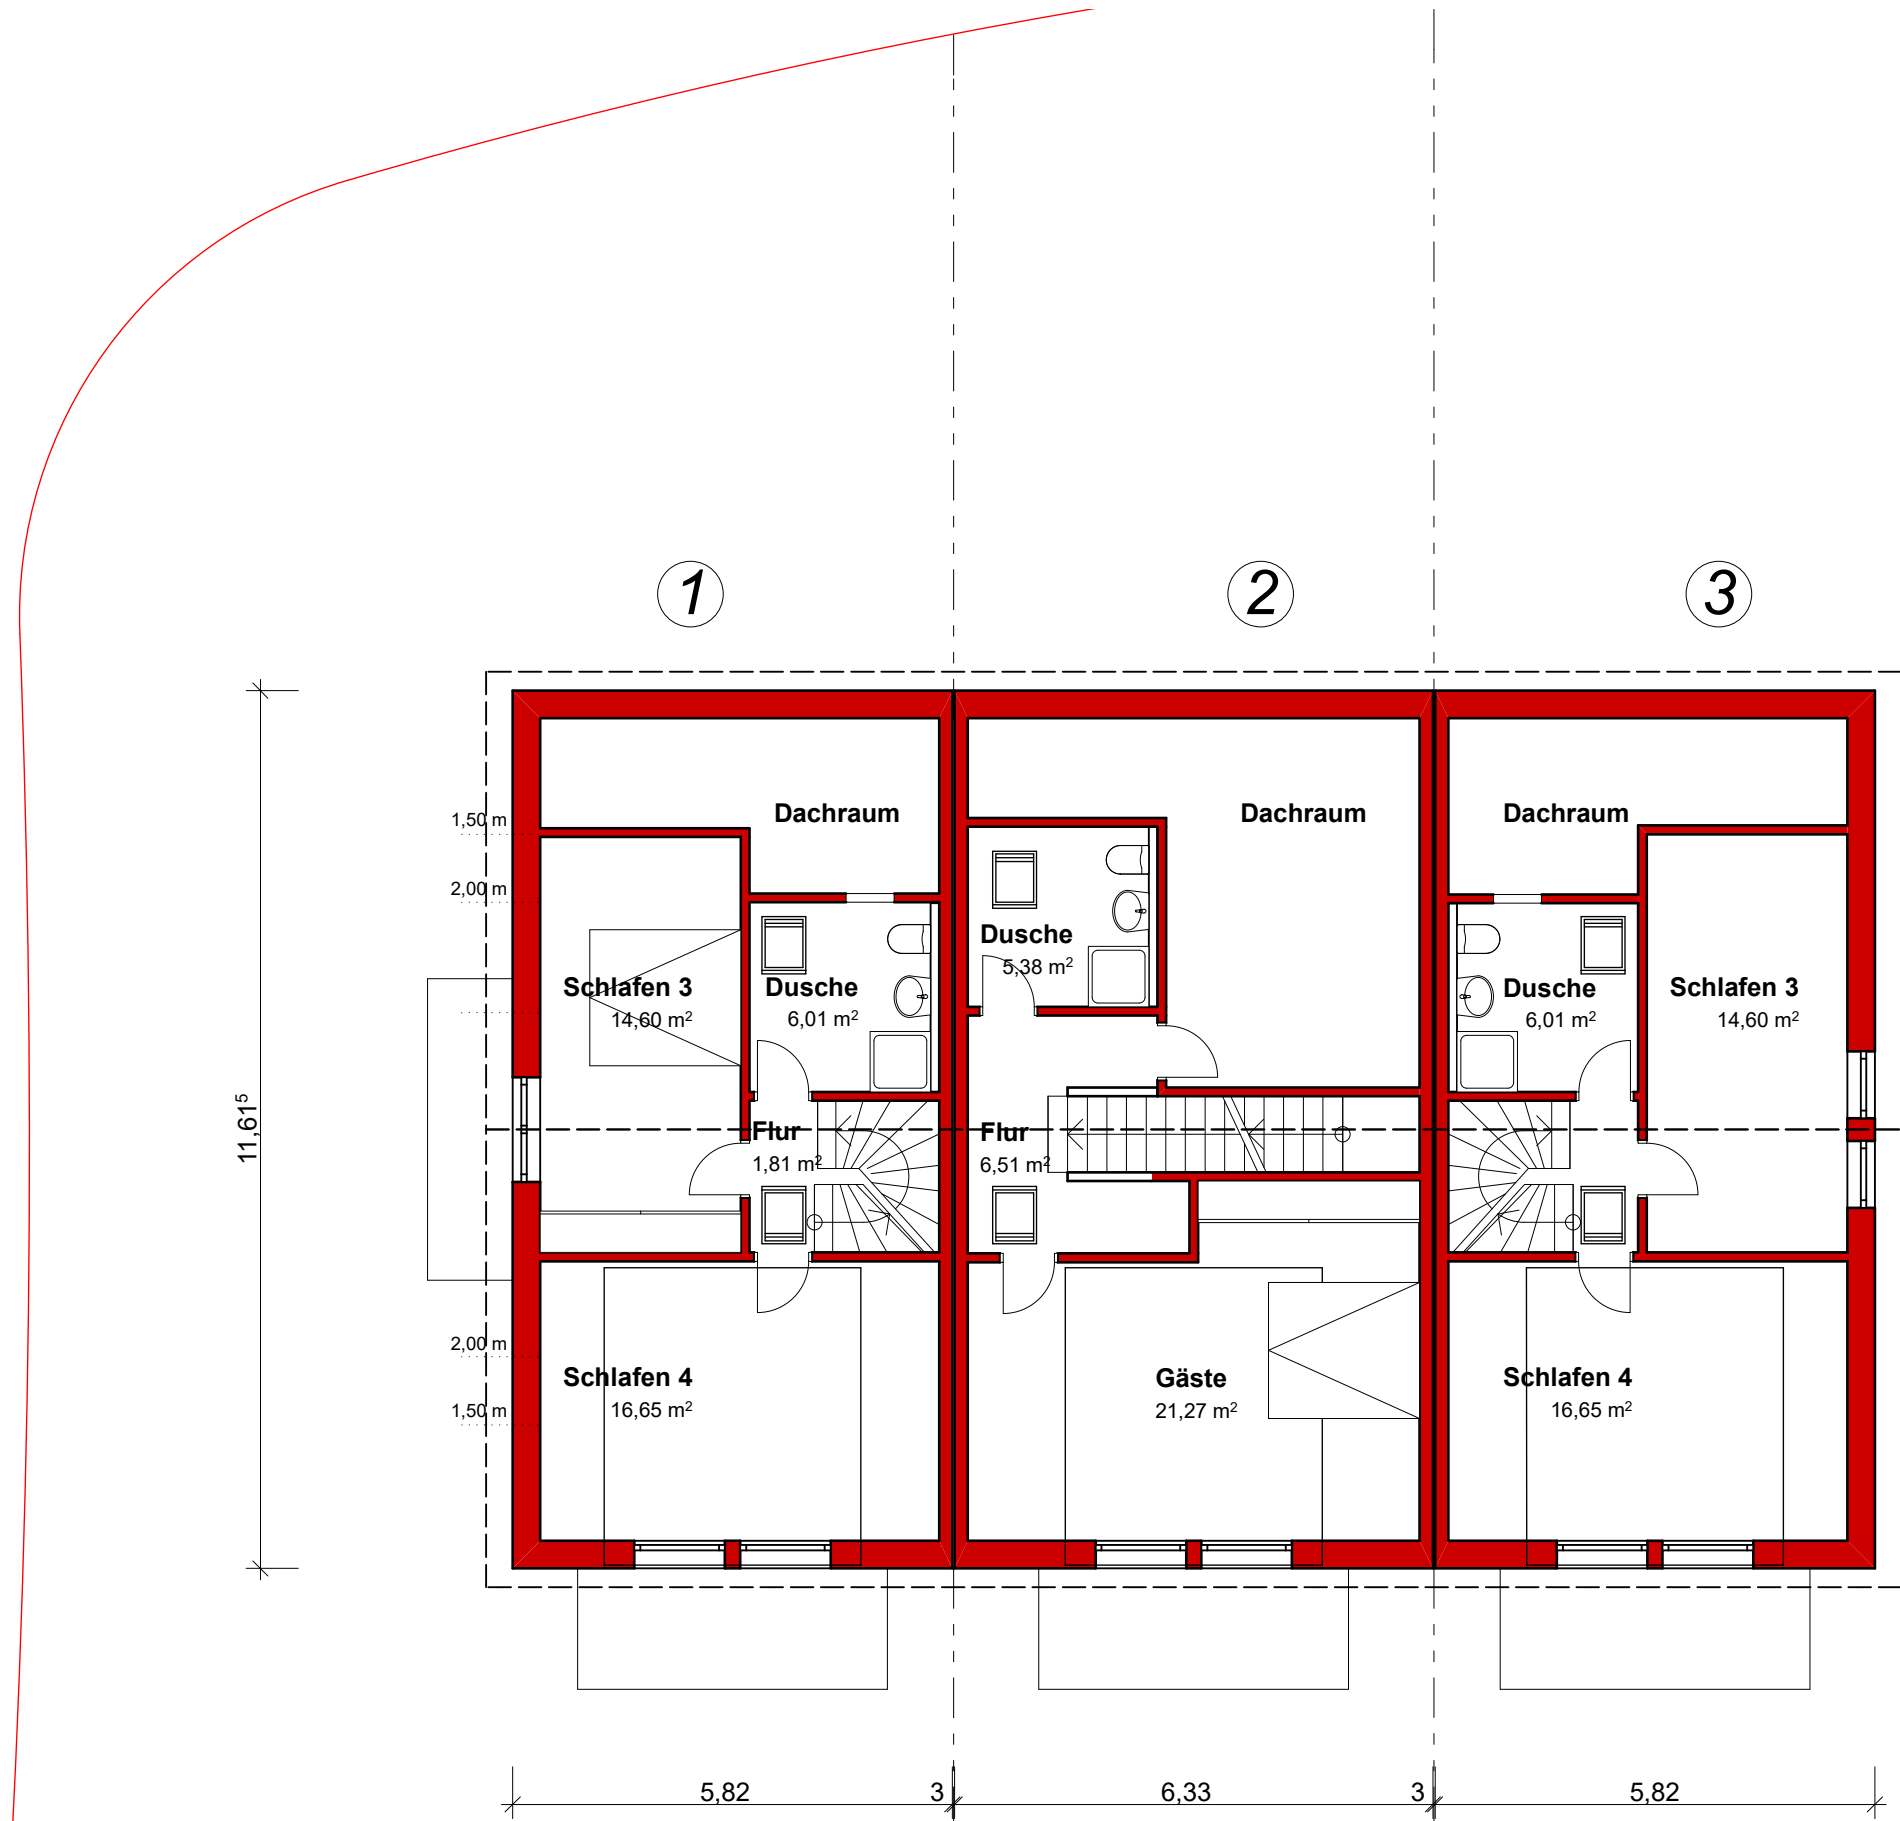 1
2
3
Dachraum
Dachraum
Dachraum
1,50 m
2,00 m
Dusche
5,38 m²
Schlafen 3
14,60 m²
Dusche
6,01 m²
Dusche
6,01 m²
Schlafen 3
14,60 m²
11,61⁵
Flur
1,81 m²
Flur
6,51 m²
2,00 m
1,50 m
Schlafen 4
16,65 m²
Gäste
21,27 m²
Schlafen 4
16,65 m²
5,82
3
6,33
3
5,82